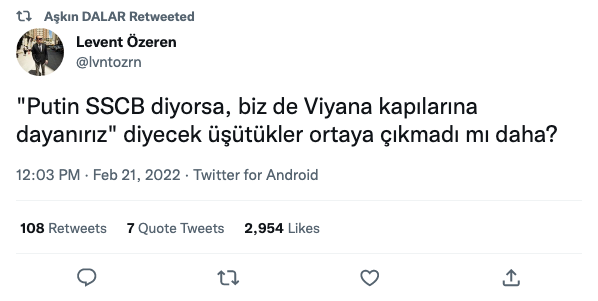 Aşkın DALAR Retweeted
Levent Özeren
@lvntozrn
"Putin SSCB diyorsa, biz de Viyana kapılarına
dayanırız" diyecek üşütükler ortaya çıkmadı mı daha?
12:03 PM · Feb 21, 2022 · Twitter for Android
108 Retweets 7 Quote Tweets 2,954 Likes